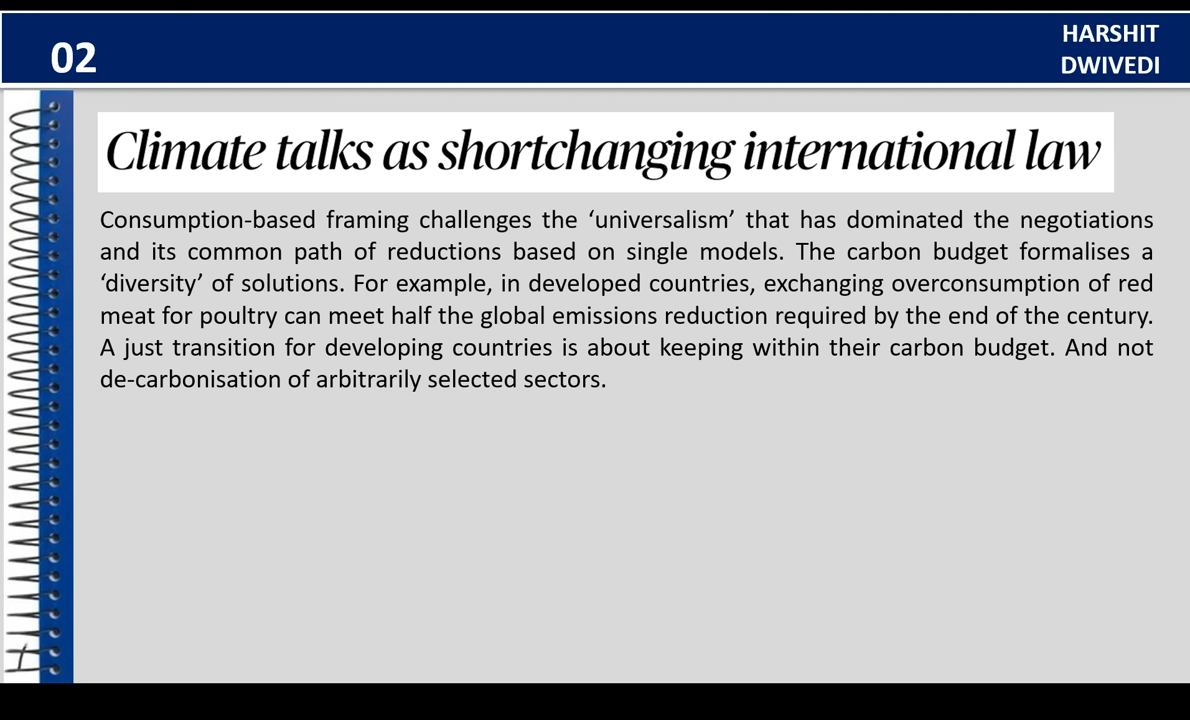 02
HARSHIT
DWIVEDI
Climate talks as shortchanging international law
Consumption-based framing challenges the ‘universalism’ that has dominated the negotiations
and its common path of reductions based on single models. The carbon budget formalises a
‘diversity’ of solutions. For example, in developed countries, exchanging overconsumption of red
meat for poultry can meet half the global emissions reduction required by the end of the century.
A just transition for developing countries is about keeping within their carbon budget. And not
de-carbonisation of arbitrarily selected sectors.